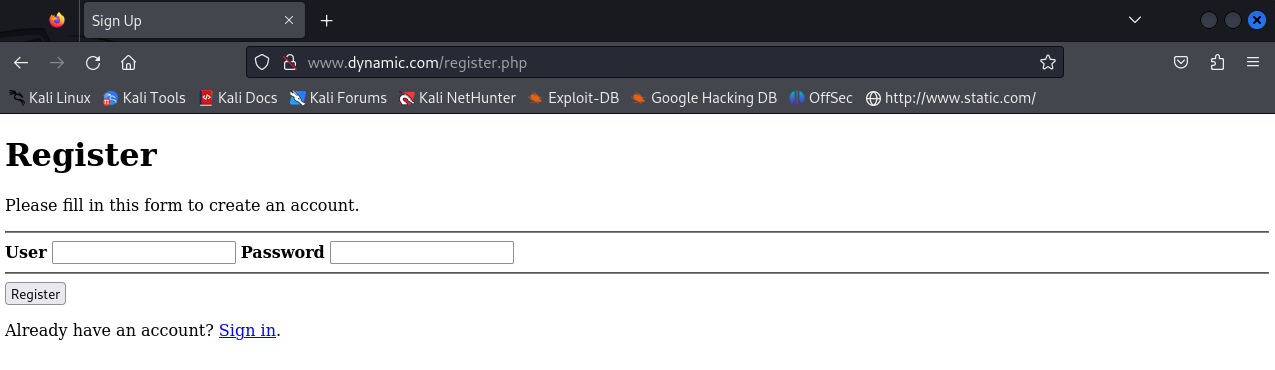 Sign Up
www.dynamic.com/register.php
Kali Linux Kali Tools Kali Docs Kali Forums Kali NetHunter Exploit-DB Google Hacking DB OffSec http://www.static.com/
Register
Please fill in this form to create an account.
User Password
Register
Already have an account? Sign in.